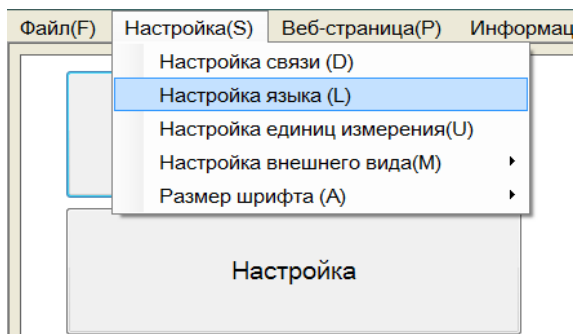 Файл(F) Настройка(S) Веб-страница(P) Информац
Настройка связи (D)
Настройка языка (L)
Настройка единиц измерения(U)
Настройка внешнего вида(M)
Размер шрифта (A)
Настройка